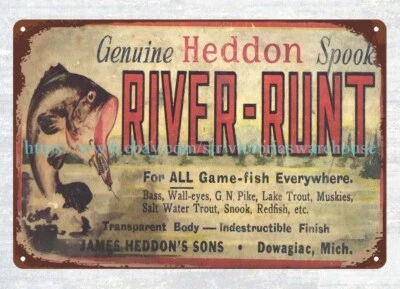 Genuine Heddon Spook
RIVER-RUNT
For ALL Game-fish Everywhere.
Bass, Wall-eyes, G. N. Pike, Lake Trout, Muskies,
Salt Water Trout, Snook, Redfish, etc.
Transparent Body — Indestructible Finish
JAMES HEDDON'S SONS • Dowagiac, Mich.